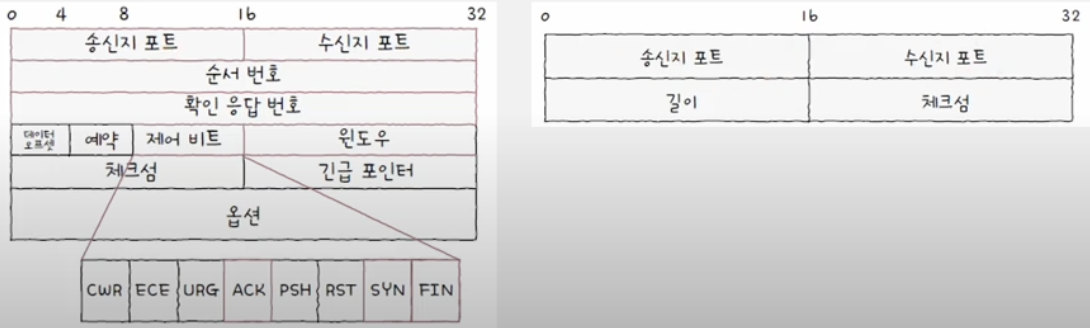 0 4 8 16 32
송신지 포트 수신지 포트
순서 번호
확인 응답 번호
데이터
오프셋
예약 제어 비트 윈도우
체크섬 긴급 포인터
옵션
CWR ECE URG ACK PSH RST SYN FIN
0 16 32
송신지 포트 수신지 포트
길이 체크섬